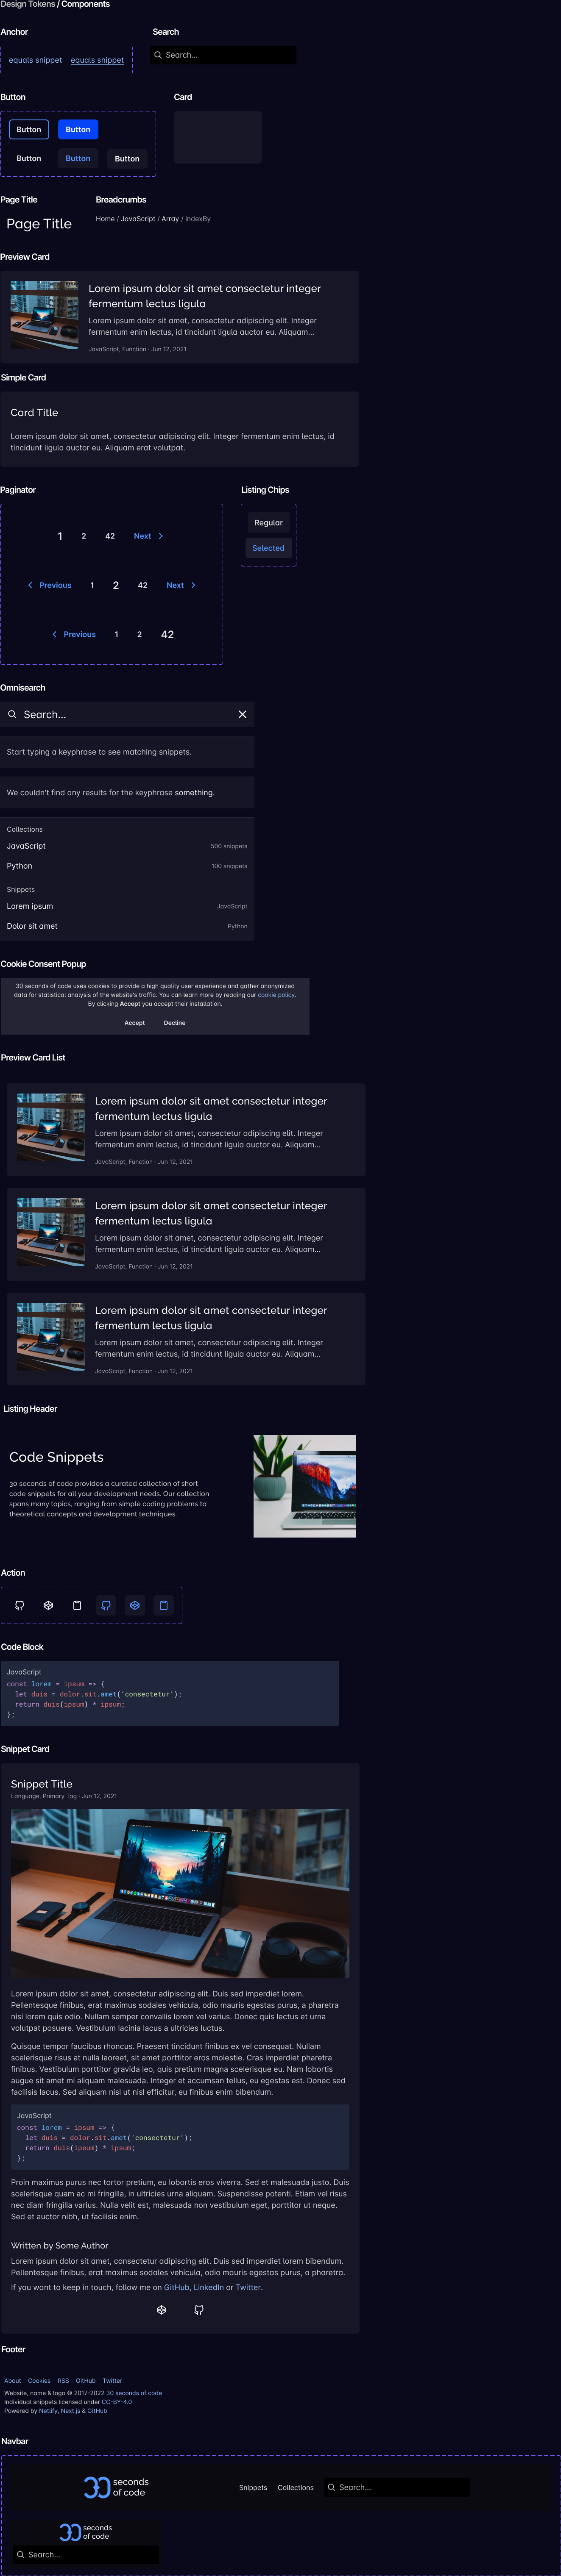 Design Tokens / Components
Anchor
Search
equals snippet equals snippet
Search...
Button
Card
Button Button
Button Button Button
Page Title
Breadcrumbs
Page Title
Home / JavaScript / Array / indexBy
Preview Card
Lorem ipsum dolor sit amet consectetur integer
fermentum lectus ligula
Lorem ipsum dolor sit amet, consectetur adipiscing elit. Integer
fermentum enim lectus, id tincidunt ligula auctor eu. Aliquam...
JavaScript, Function · Jun 12, 2021
Simple Card
Card Title
Lorem ipsum dolor sit amet, consectetur adipiscing elit. Integer fermentum enim lectus, id
tincidunt ligula auctor eu. Aliquam erat volutpat.
Paginator
Listing Chips
1 2 42 Next
Regular
Selected
Previous 1 2 42 Next
Previous 1 2 42
Omnisearch
Search...
Start typing a keyphrase to see matching snippets.
We couldn't find any results for the keyphrase something.
Collections
JavaScript 500 snippets
Python 100 snippets
Snippets
Lorem ipsum JavaScript
Dolor sit amet Python
Cookie Consent Popup
30 seconds of code uses cookies to provide a high quality user experience and gather anonymized
data for statistical analysis of the website's traffic. You can learn more by reading our cookie policy.
By clicking Accept you accept their installation.
Accept Decline
Preview Card List
Lorem ipsum dolor sit amet consectetur integer
fermentum lectus ligula
Lorem ipsum dolor sit amet, consectetur adipiscing elit. Integer
fermentum enim lectus, id tincidunt ligula auctor eu. Aliquam...
JavaScript, Function · Jun 12, 2021
Lorem ipsum dolor sit amet consectetur integer
fermentum lectus ligula
Lorem ipsum dolor sit amet, consectetur adipiscing elit. Integer
fermentum enim lectus, id tincidunt ligula auctor eu. Aliquam...
JavaScript, Function · Jun 12, 2021
Lorem ipsum dolor sit amet consectetur integer
fermentum lectus ligula
Lorem ipsum dolor sit amet, consectetur adipiscing elit. Integer
fermentum enim lectus, id tincidunt ligula auctor eu. Aliquam...
JavaScript, Function · Jun 12, 2021
Listing Header
Code Snippets
30 seconds of code provides a curated collection of short
code snippets for all your development needs. Our collection
spans many topics, ranging from simple coding problems to
theoretical concepts and development techniques.
Action
Code Block
JavaScript
const lorem = ipsum => {
  let duis = dolor.sit.amet('consectetur');
  return duis(ipsum) * ipsum;
};
Snippet Card
Snippet Title
Language, Primary Tag · Jun 12, 2021
Lorem ipsum dolor sit amet, consectetur adipiscing elit. Duis sed imperdiet lorem.
Pellentesque finibus, erat maximus sodales vehicula, odio mauris egestas purus, a pharetra
nisi lorem quis odio. Nullam semper convallis lorem vel varius. Donec quis lectus et urna
volutpat posuere. Vestibulum lacinia lacus a ultricies luctus.
Quisque tempor faucibus rhoncus. Praesent tincidunt finibus ex vel consequat. Nullam
scelerisque risus at nulla laoreet, sit amet porttitor eros molestie. Cras imperdiet pharetra
finibus. Vestibulum porttitor gravida leo, quis pretium magna scelerisque eu. Nam lobortis
augue sit amet mi aliquam malesuada. Integer et accumsan tellus, eu egestas est. Donec sed
facilisis lacus. Sed aliquam nisl ut nisl efficitur, eu finibus enim bibendum.
JavaScript
const lorem = ipsum => {
  let duis = dolor.sit.amet('consectetur');
  return duis(ipsum) * ipsum;
};
Proin maximus purus nec tortor pretium, eu lobortis eros viverra. Sed et malesuada justo. Duis
scelerisque quam ac mi fringilla, in ultricies urna aliquam. Suspendisse potenti. Etiam vel risus
nec diam fringilla varius. Nulla velit est, malesuada non vestibulum eget, porttitor ut neque.
Sed et auctor nibh, ut facilisis enim.
Written by Some Author
Lorem ipsum dolor sit amet, consectetur adipiscing elit. Duis sed imperdiet lorem bibendum.
Pellentesque finibus, erat maximus sodales vehicula, odio mauris egestas purus, a pharetra.
If you want to keep in touch, follow me on GitHub, LinkedIn or Twitter.
Footer
About Cookies RSS GitHub Twitter
Website, name & logo © 2017-2022 30 seconds of code
Individual snippets licensed under CC-BY-4.0
Powered by Netlify, Next.js & GitHub
Navbar
30 seconds
of code
Snippets Collections Search...
30 seconds
of code
Search...